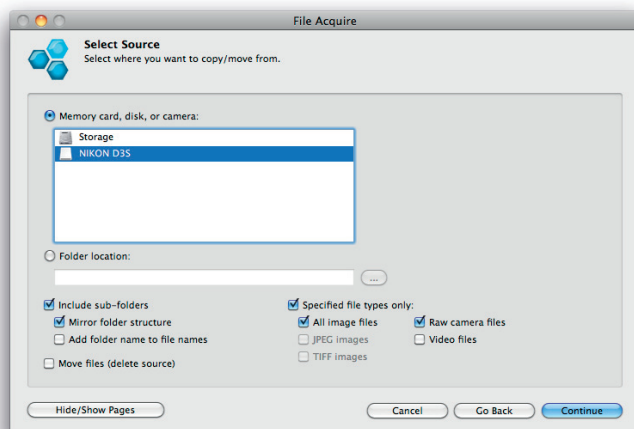 File Acquire
Select Source
Select where you want to copy/move from.
Memory card, disk, or camera:
Storage
NIKON D3S
Folder location:
...
Include sub-folders
Mirror folder structure
Add folder name to file names
Move files (delete source)
Specified file types only:
All image files
Raw camera files
JPEG images
Video files
TIFF images
Hide/Show Pages
Cancel
Go Back
Continue